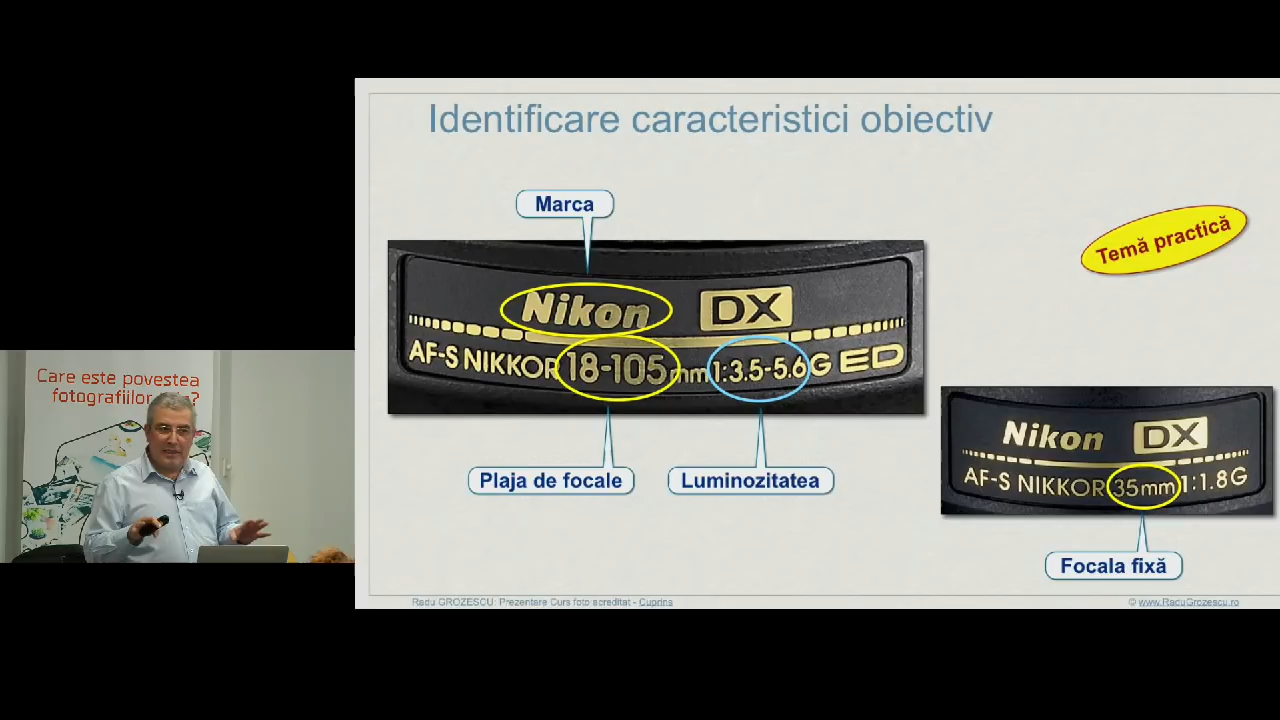 Identificare caracteristici obiectiv
Marca
Temă practică
Nikon DX
AF-S NIKKOR 18-105mm 1:3.5-5.6G ED
Plaja de focale
Luminozitatea
Nikon DX
AF-S NIKKOR 35mm 1:1.8G
Focala fixă
Radu GROZESCU: Prezentare Curs foto acreditat - Cuprins
© www.RaduGrozescu.ro
Care este povestea
fotografiilor